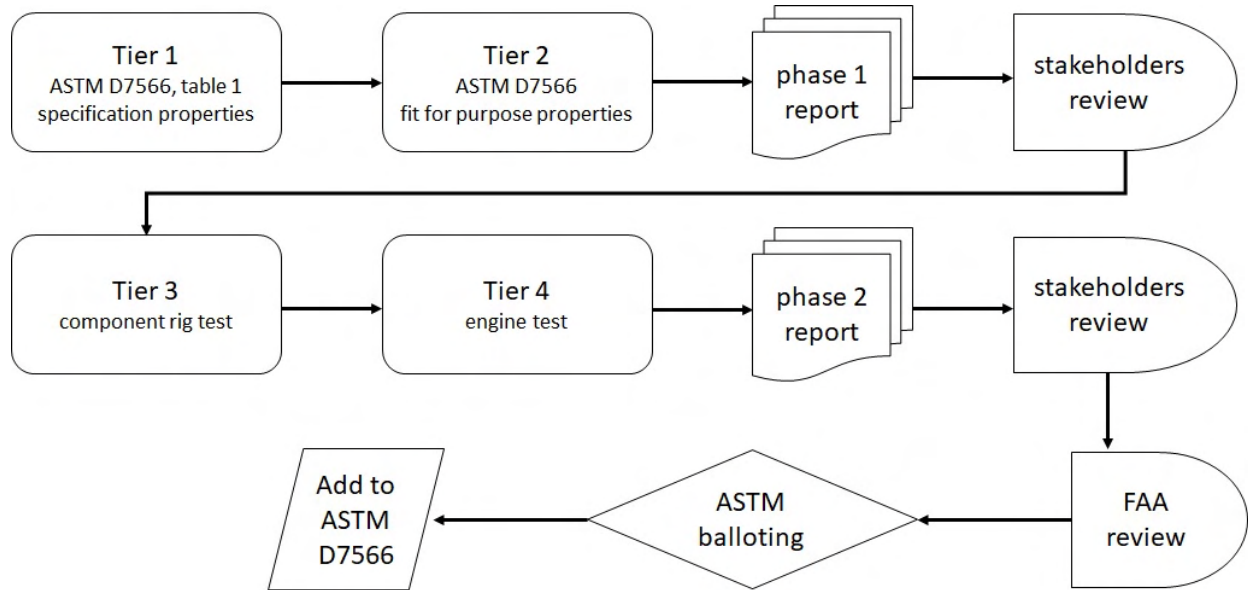 Tier 1
ASTM D7566, table 1
specification properties
Tier 2
ASTM D7566
fit for purpose properties
phase 1
report
stakeholders
review
Tier 3
component rig test
Tier 4
engine test
phase 2
report
stakeholders
review
FAA
review
ASTM
balloting
Add to
ASTM
D7566